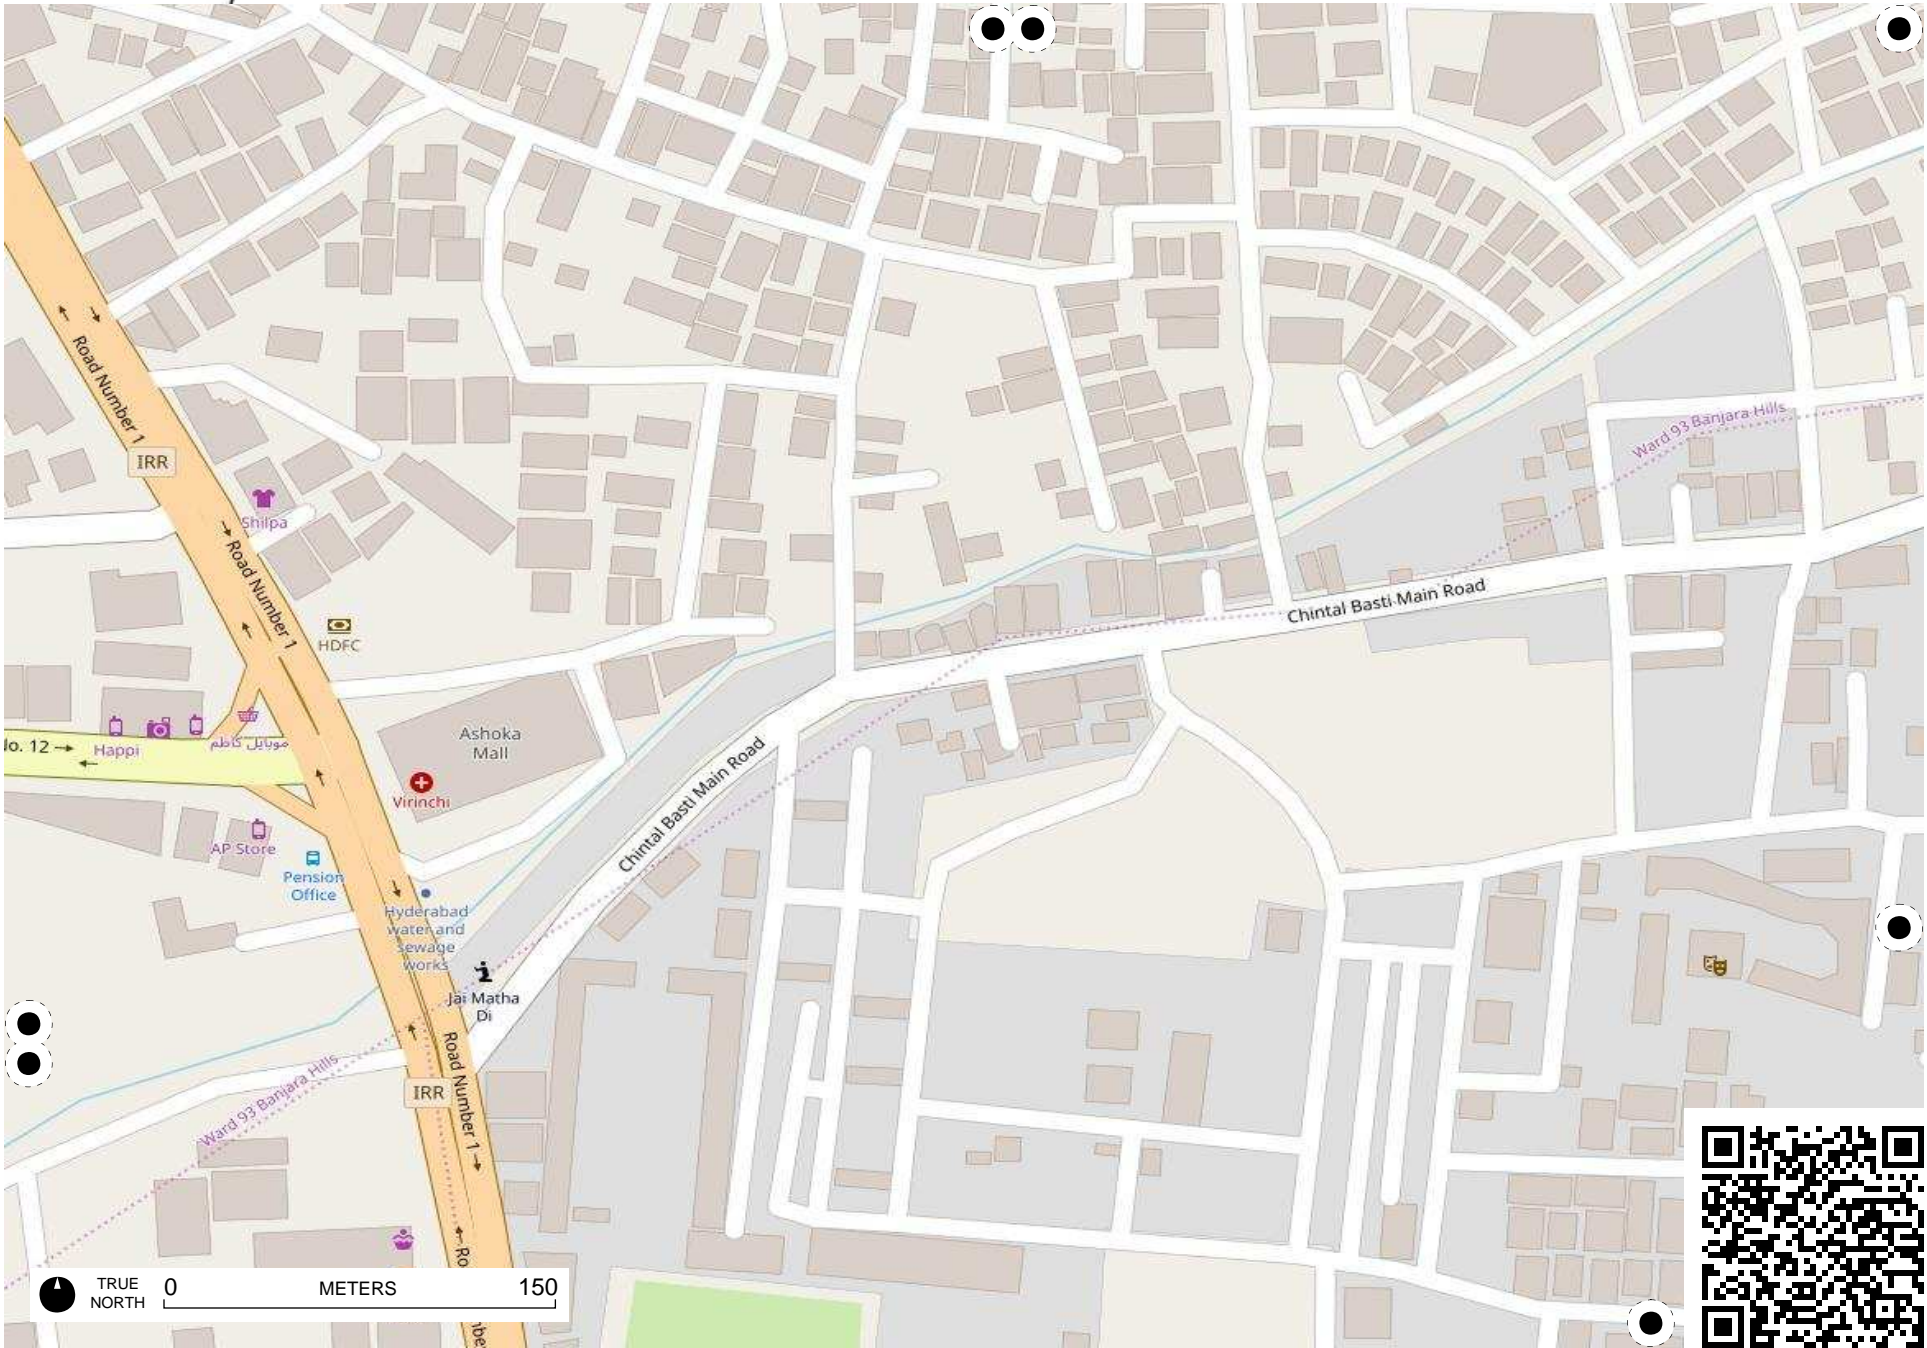 Road Number 1
IRR
Ward 93 Banjara Hills
Shilpa
Road Number 1
HDFC
Chintal Basti Main Road
Ashoka
Mall
No. 12
Happi
موبايل كاظم
Virinchi
Chintal Basti Main Road
AP Store
Pension
Office
Hyderabad
water and
sewage
works
Jai Matha
Di
Road Number 1
Ward 93 Banjara Hills
IRR
TRUE
NORTH
0
METERS
150